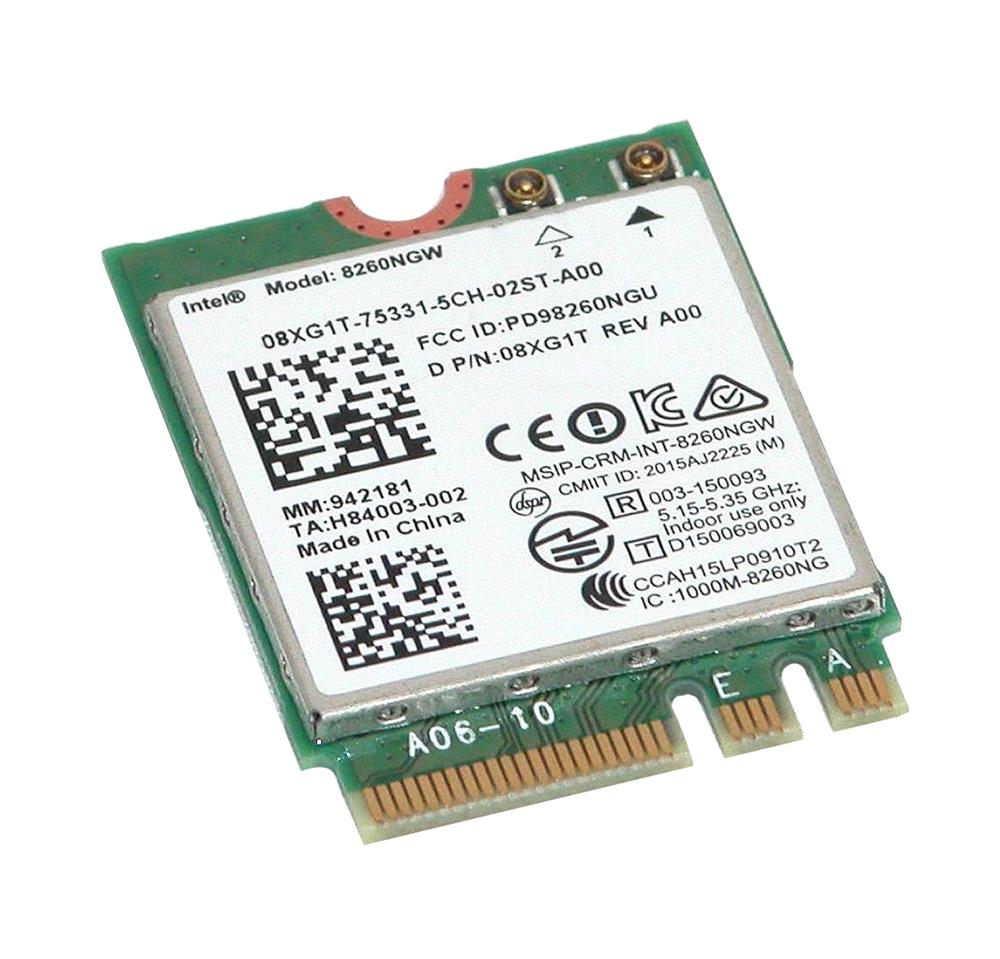 2
1
Intel® Model: 8260NGW
08XG1T-75331-5CH-02ST-A00
FCC ID:PD98260NGU
D P/N:08XG1T REV A00
CE
MSIP-CRM-INT-8260NGW
CMIIT ID: 2015AJ2225 (M)
dspr
R 003-150093
5.15-5.35 GHz:
Indoor use only
T D150069003
CCAH15LP0910T2
IC :1000M-8260NG
MM:942181
TA:H84003-002
Made In China
A06-10
E
A